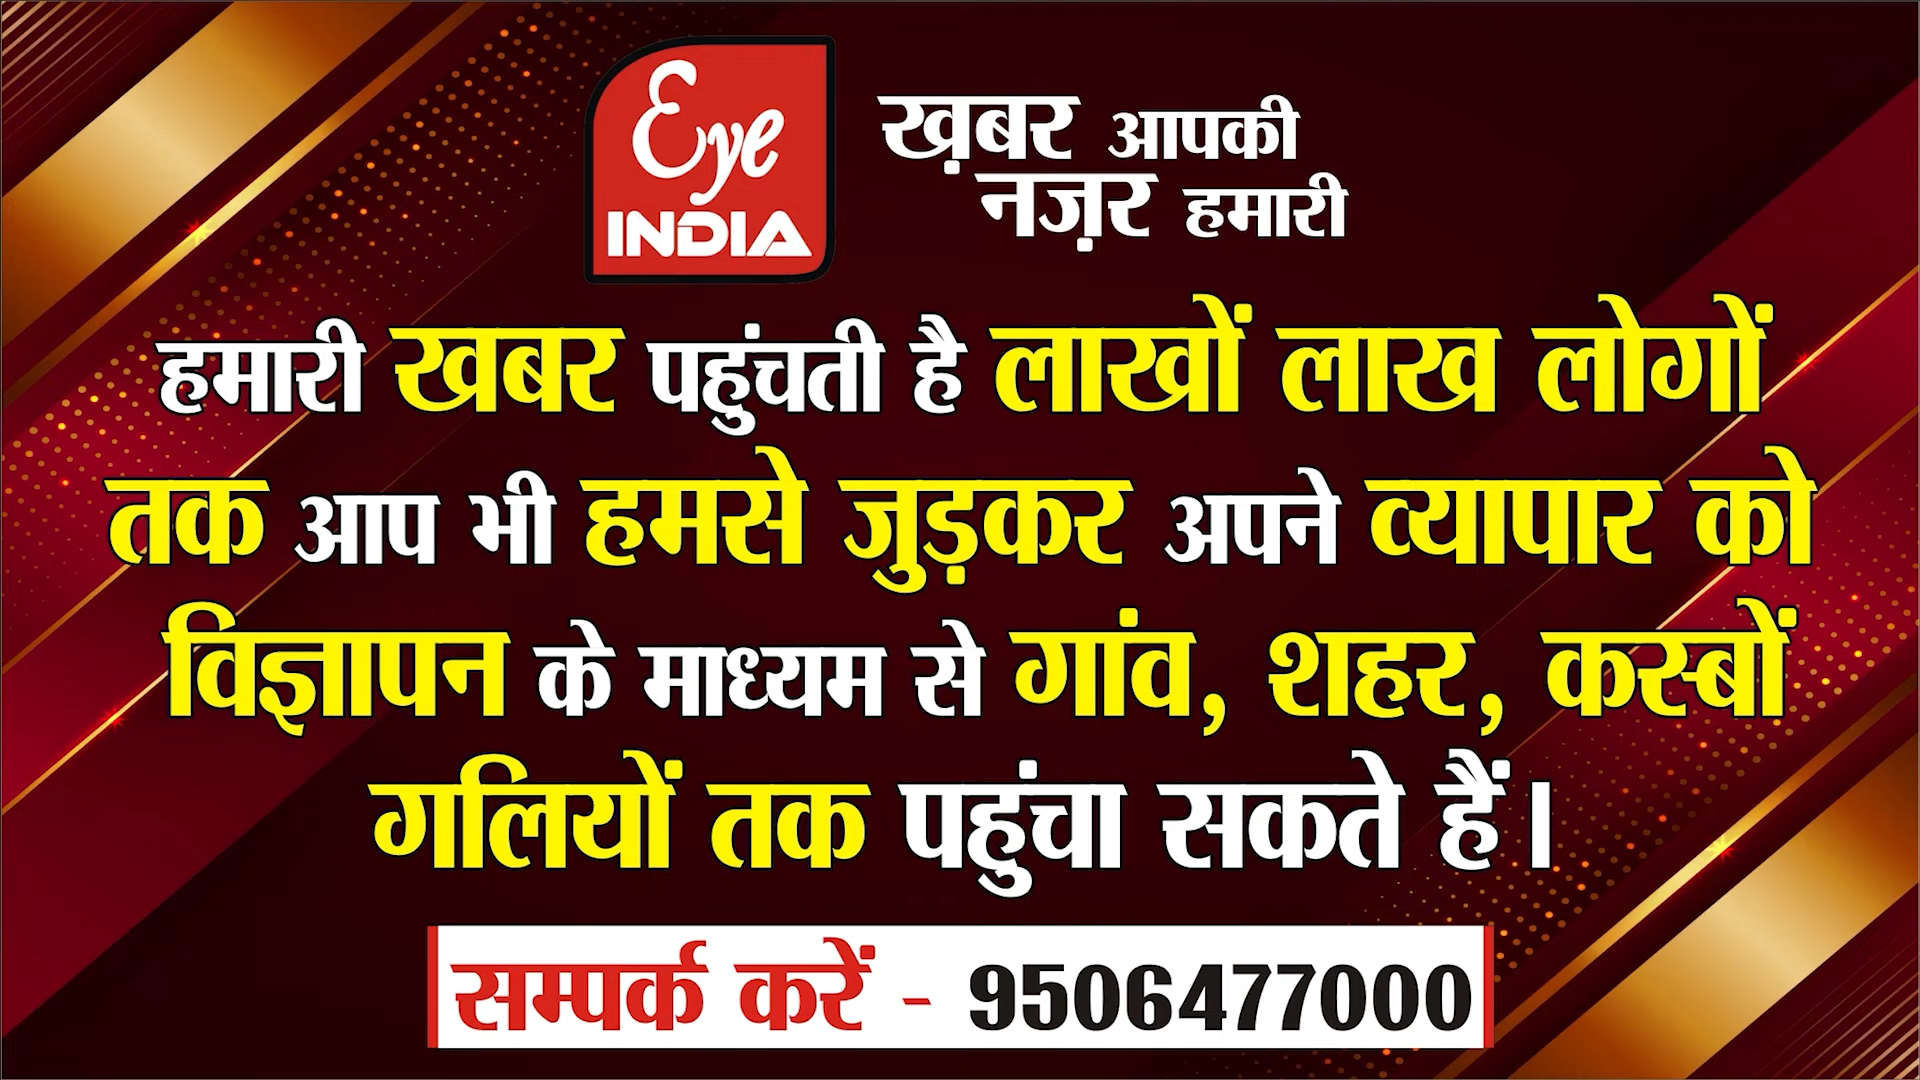 Eye
INDIA
ख़बर आपकी
नज़र हमारी
हमारी खबर पहुंचती है लाखों लाख लोगों
तक आप भी हमसे जुड़कर अपने व्यापार को
विज्ञापन के माध्यम से गांव, शहर, कस्बों
गलियों तक पहुंचा सकते हैं।
सम्पर्क करें - 9506477000